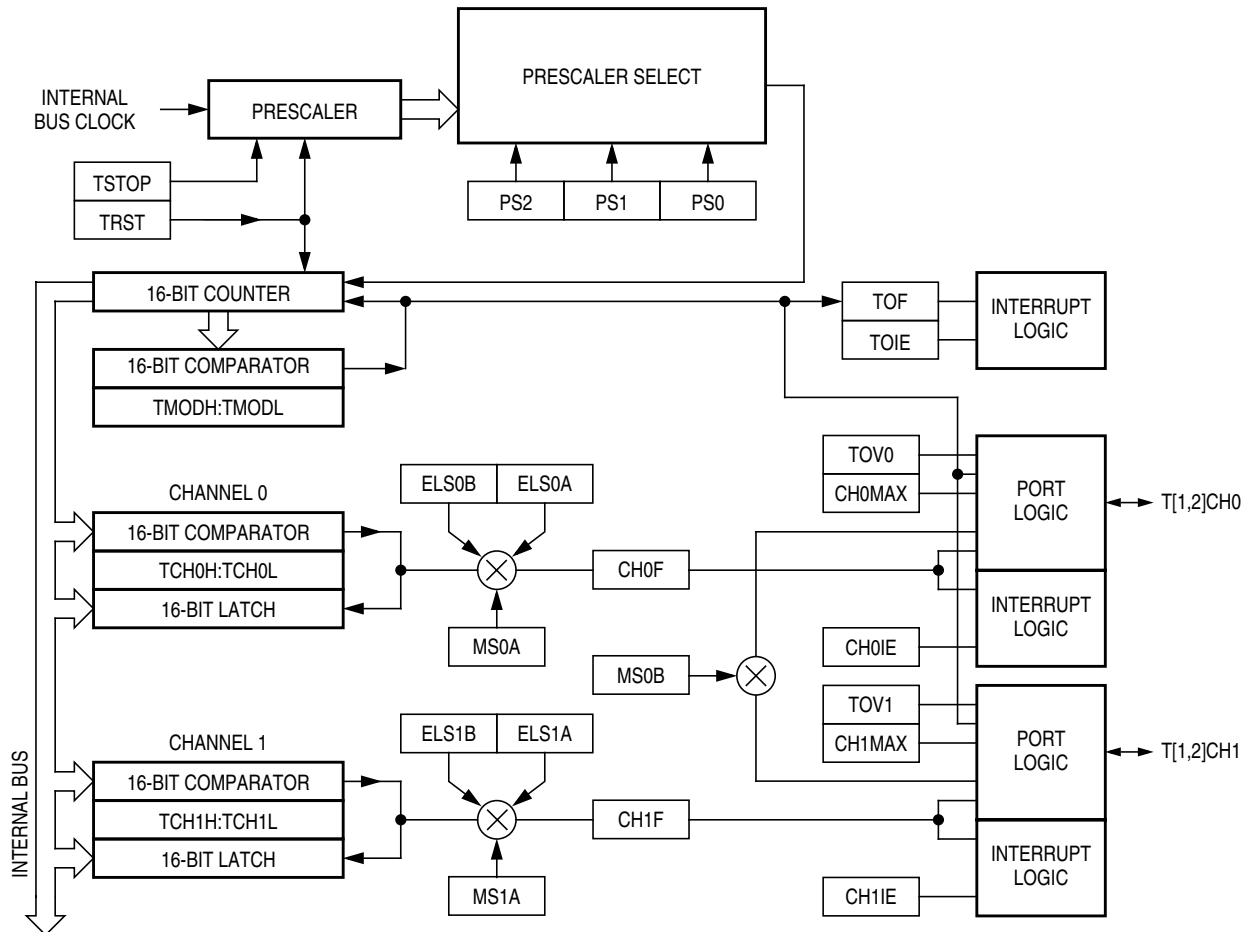 PRESCALER SELECT
INTERNAL
BUS CLOCK
PRESCALER
TSTOP
TRST
PS2
PS1
PS0
16-BIT COUNTER
TOF
TOIE
INTERRUPT
LOGIC
16-BIT COMPARATOR
TMODH:TMODL
CHANNEL 0
ELS0B
ELS0A
TOV0
CH0MAX
PORT
LOGIC
T[1,2]CH0
16-BIT COMPARATOR
TCH0H:TCH0L
16-BIT LATCH
CH0F
MS0A
INTERRUPT
LOGIC
CH0IE
MS0B
CHANNEL 1
ELS1B
ELS1A
TOV1
CH1MAX
PORT
LOGIC
T[1,2]CH1
16-BIT COMPARATOR
TCH1H:TCH1L
16-BIT LATCH
CH1F
MS1A
INTERRUPT
LOGIC
CH1IE
INTERNAL BUS